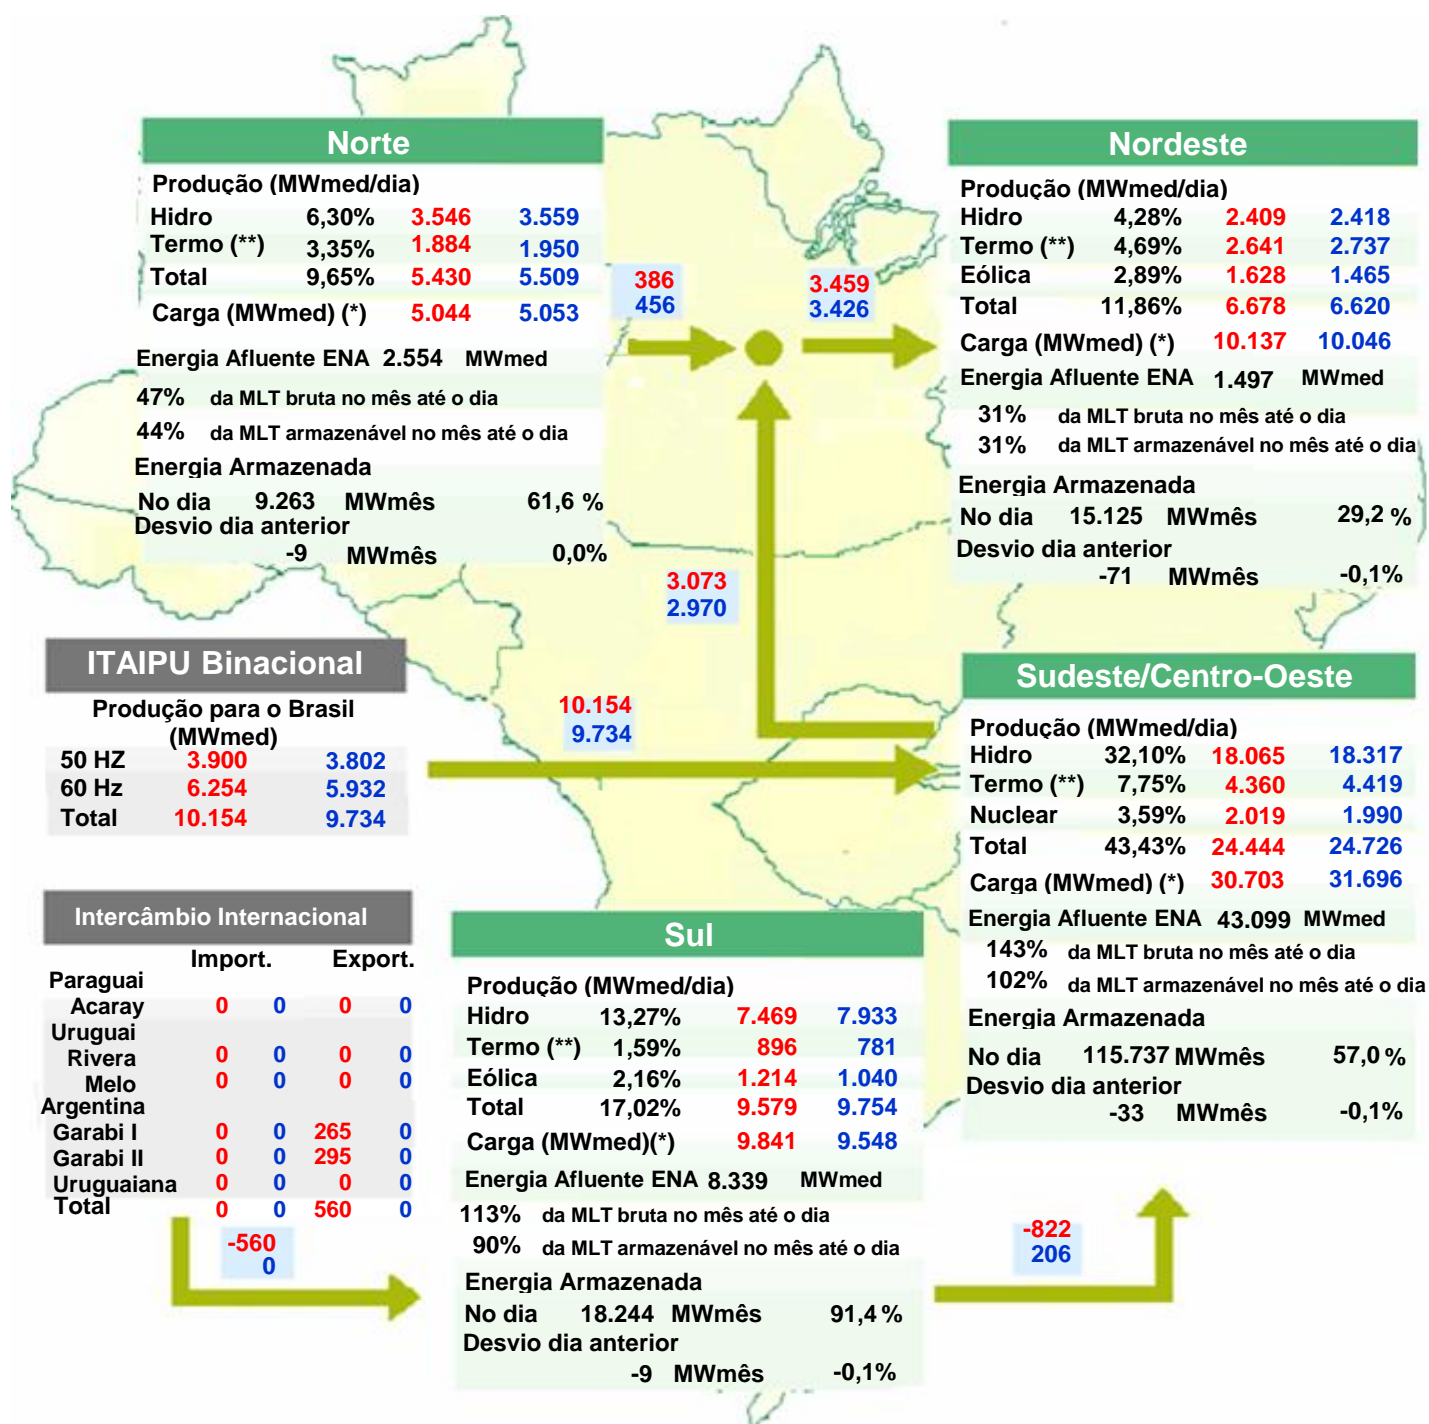 Norte
Produção (MWmed/dia)
Hidro 6,30% 3.546 3.559
Termo (**) 3,35% 1.884 1.950
Total 9,65% 5.430 5.509
Carga (MWmed) (*) 5.044 5.053
Energia Afluente ENA 2.554 MWmed
47% da MLT bruta no mês até o dia
44% da MLT armazenável no mês até o dia
Energia Armazenada
No dia 9.263 MWmês 61,6 %
Desvio dia anterior
-9 MWmês 0,0%
386
456
3.459
3.426
Nordeste
Produção (MWmed/dia)
Hidro 4,28% 2.409 2.418
Termo (**) 4,69% 2.641 2.737
Eólica 2,89% 1.628 1.465
Total 11,86% 6.678 6.620
Carga (MWmed) (*) 10.137 10.046
Energia Afluente ENA 1.497 MWmed
31% da MLT bruta no mês até o dia
31% da MLT armazenável no mês até o dia
Energia Armazenada
No dia 15.125 MWmês 29,2 %
Desvio dia anterior
-71 MWmês -0,1%
3.073
2.970
ITAIPU Binacional
Produção para o Brasil
(MWmed)
50 HZ 3.900 3.802
60 Hz 6.254 5.932
Total 10.154 9.734
10.154
9.734
Sudeste/Centro-Oeste
Produção (MWmed/dia)
Hidro 32,10% 18.065 18.317
Termo (**) 7,75% 4.360 4.419
Nuclear 3,59% 2.019 1.990
Total 43,43% 24.444 24.726
Carga (MWmed) (*) 30.703 31.696
Energia Afluente ENA 43.099 MWmed
143% da MLT bruta no mês até o dia
102% da MLT armazenável no mês até o dia
Energia Armazenada
No dia 115.737 MWmês 57,0 %
Desvio dia anterior
-33 MWmês -0,1%
Intercâmbio Internacional
Import. Export.
Paraguai
Acaray 0 0 0 0
Uruguai
Rivera 0 0 0 0
Melo 0 0 0 0
Argentina
Garabi I 0 0 265 0
Garabi II 0 0 295 0
Uruguaiana 0 0 0 0
Total 0 0 560 0
-560
0
Sul
Produção (MWmed/dia)
Hidro 13,27% 7.469 7.933
Termo (**) 1,59% 896 781
Eólica 2,16% 1.214 1.040
Total 17,02% 9.579 9.754
Carga (MWmed)(*) 9.841 9.548
Energia Afluente ENA 8.339 MWmed
113% da MLT bruta no mês até o dia
90% da MLT armazenável no mês até o dia
Energia Armazenada
No dia 18.244 MWmês 91,4 %
Desvio dia anterior
-9 MWmês -0,1%
-822
206